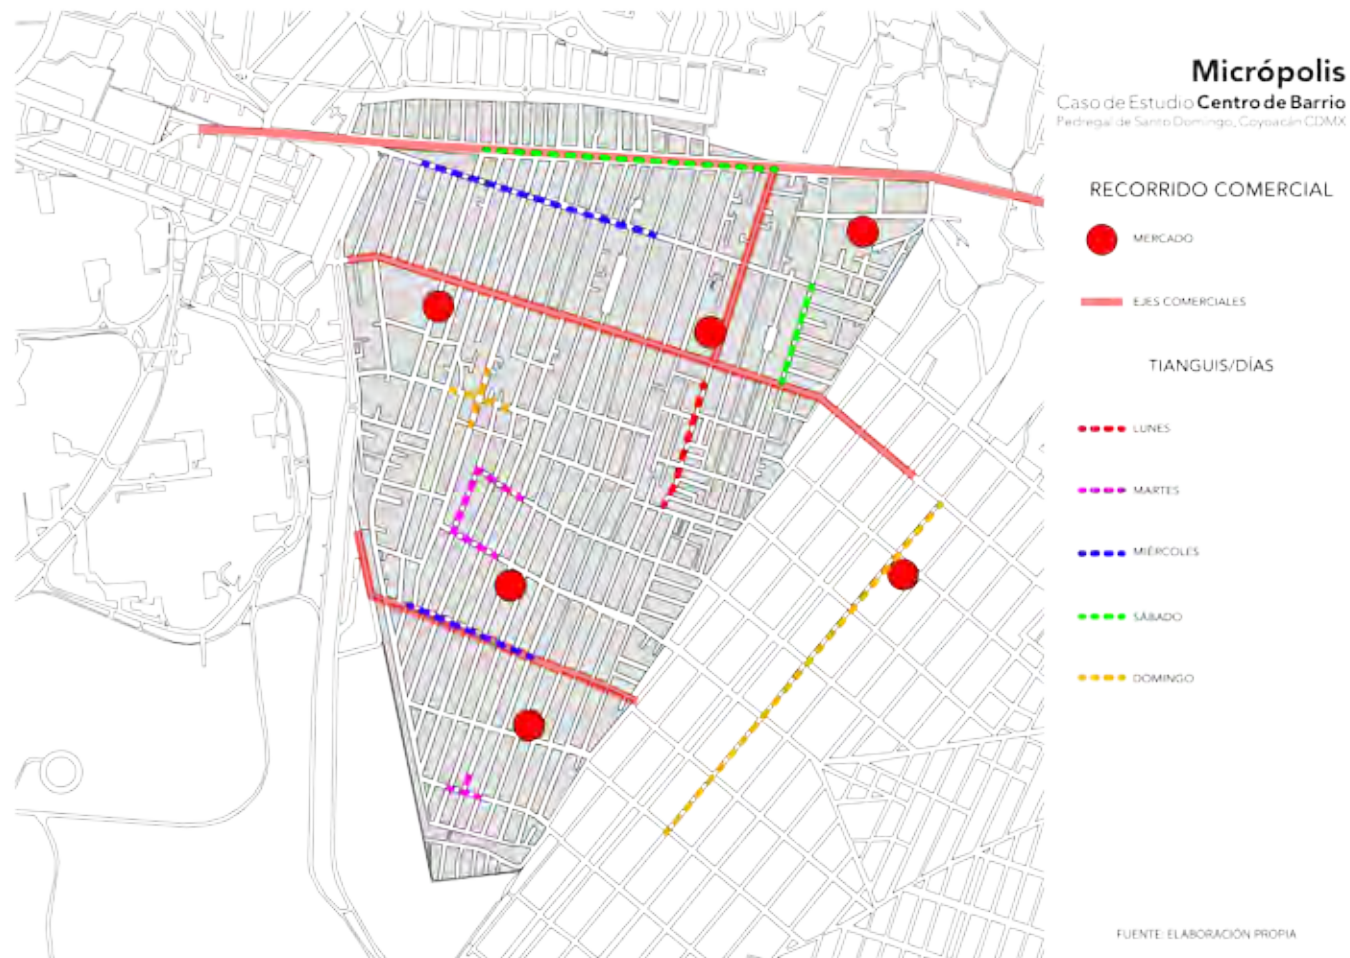 Micrópolis
Caso de Estudio Centro de Barrio
Pedregal de Santo Domingo, Coyoacán CDMX
RECORRIDO COMERCIAL
MERCADO
EJES COMERCIALES
TIANGUIS/DÍAS
LUNES
MARTES
MIÉRCOLES
SÁBADO
DOMINGO
FUENTE: ELABORACIÓN PROPIA